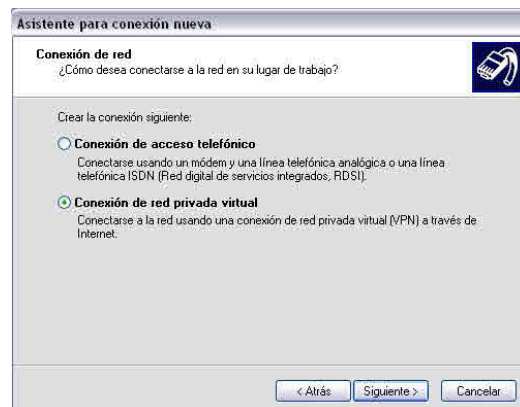 Asistente para conexión nueva
Conexión de red
¿Cómo desea conectarse a la red en su lugar de trabajo?
Crear la conexión siguiente:
Conexión de acceso telefónico
Conectarse usando un módem y una línea telefónica analógica o una línea
telefónica ISDN (Red digital de servicios integrados, RDSI).
Conexión de red privada virtual
Conectarse a la red usando una conexión de red privada virtual (VPN) a través de
Internet.
< Atrás
Siguiente >
Cancelar